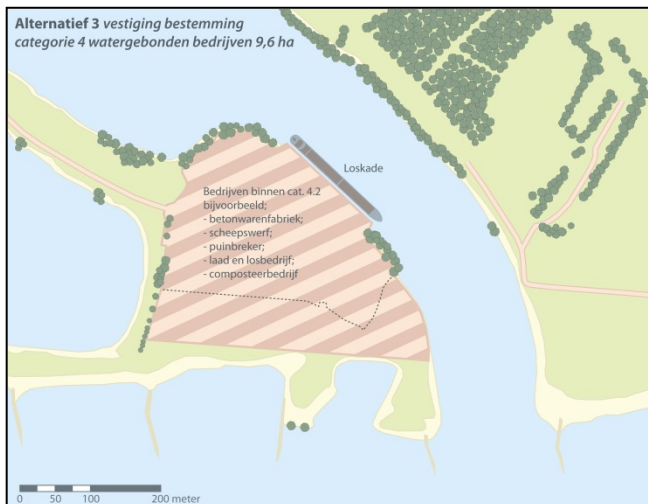 Alternatief 3 vestiging bestemming
categorie 4 watergebonden bedrijven 9,6 ha
Loskade
Bedrijven binnen cat. 4.2
bijvoorbeeld;
- betonwarenfabriek;
- scheepswerf;
- puinbreker;
- laad en losbedrijf;
- composteerbedrijf
0 50 100 200 meter